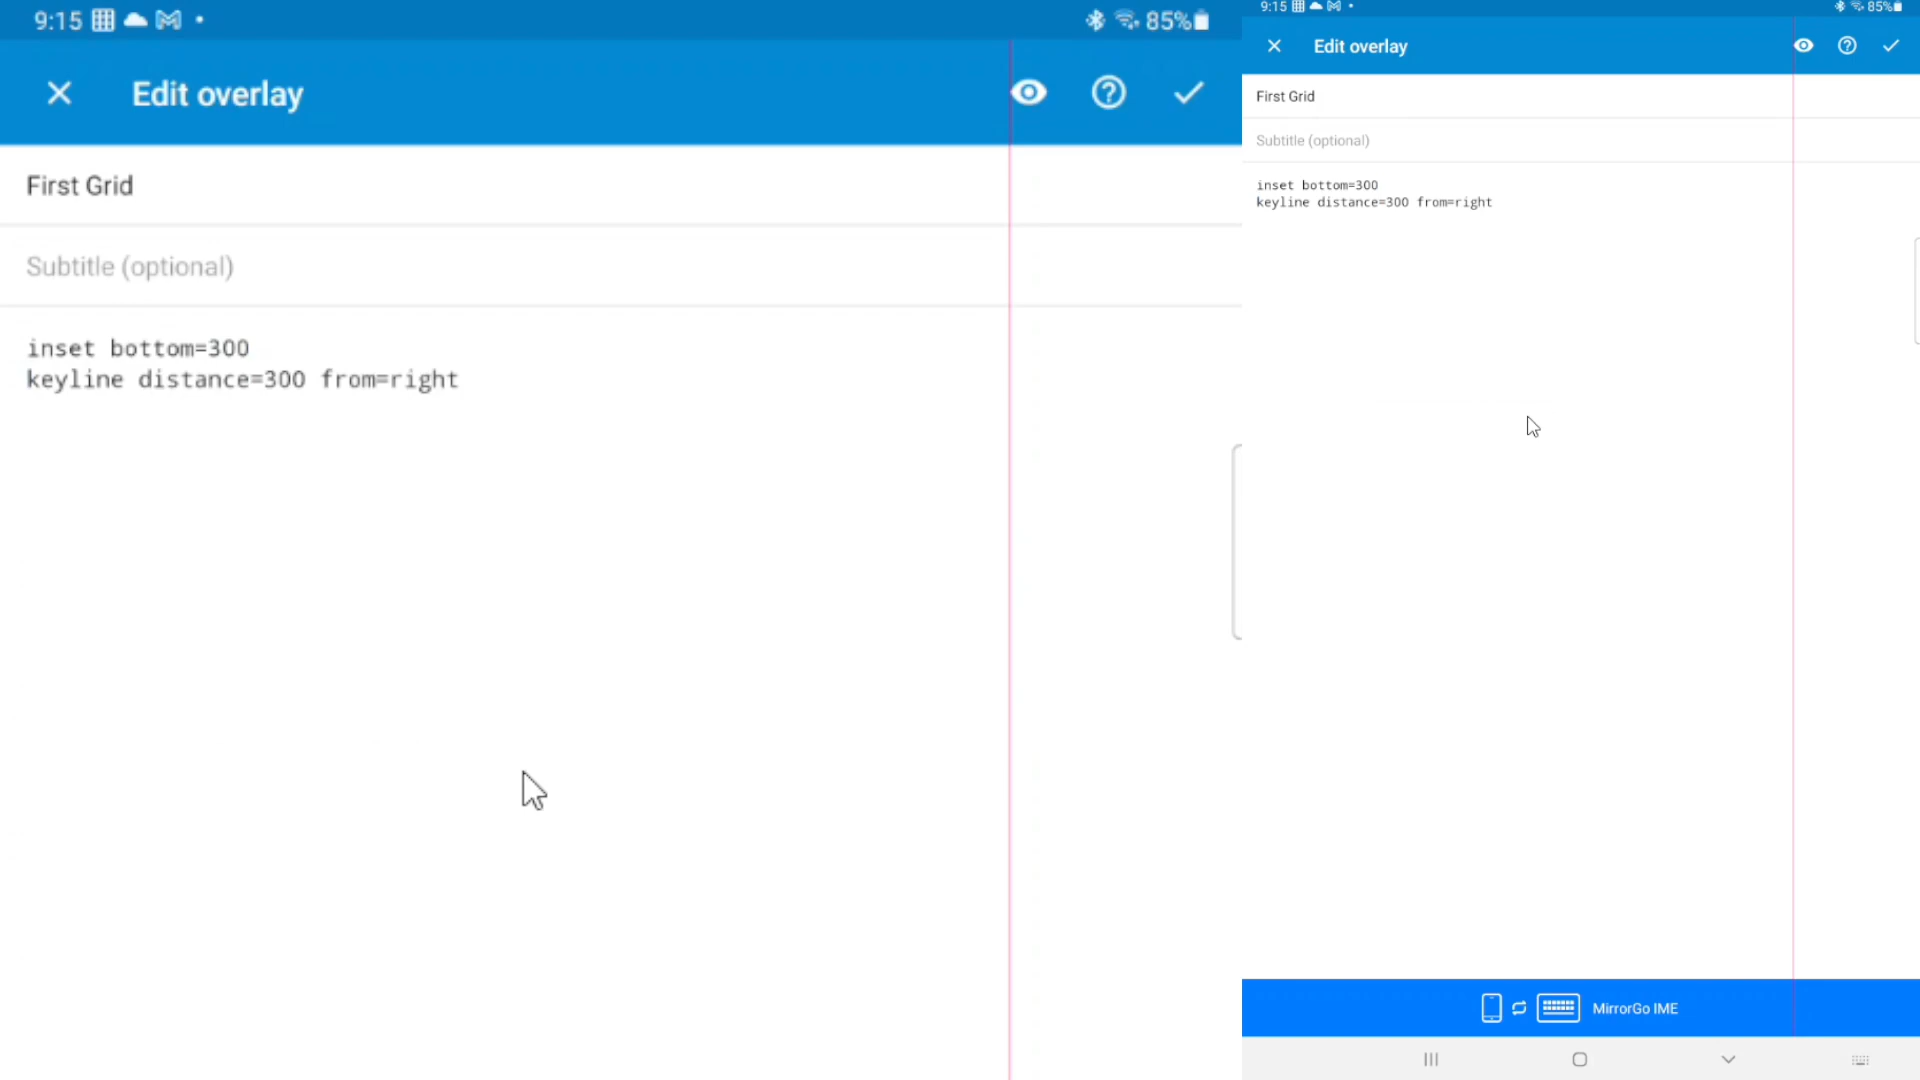 9:15
85%
Edit overlay
First Grid
Subtitle (optional)
inset bottom=300
keyline distance=300 from=right
9:15
85%
Edit overlay
First Grid
Subtitle (optional)
inset bottom=300
keyline distance=300 from=right
MirrorGo IME